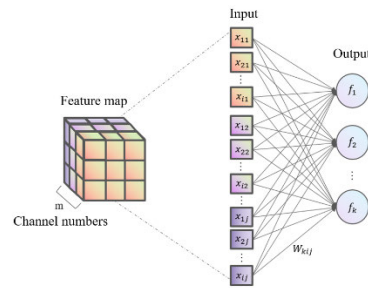 Input
Output
Feature map
m
Channel numbers
x₁₁
x₂₁
⋮
xᵢ₁
x₁₂
x₂₂
⋮
xᵢ₂
⋮
x₁ⱼ
x₂ⱼ
⋮
xᵢⱼ
f₁
f₂
⋮
fₖ
Wₖᵢⱼ